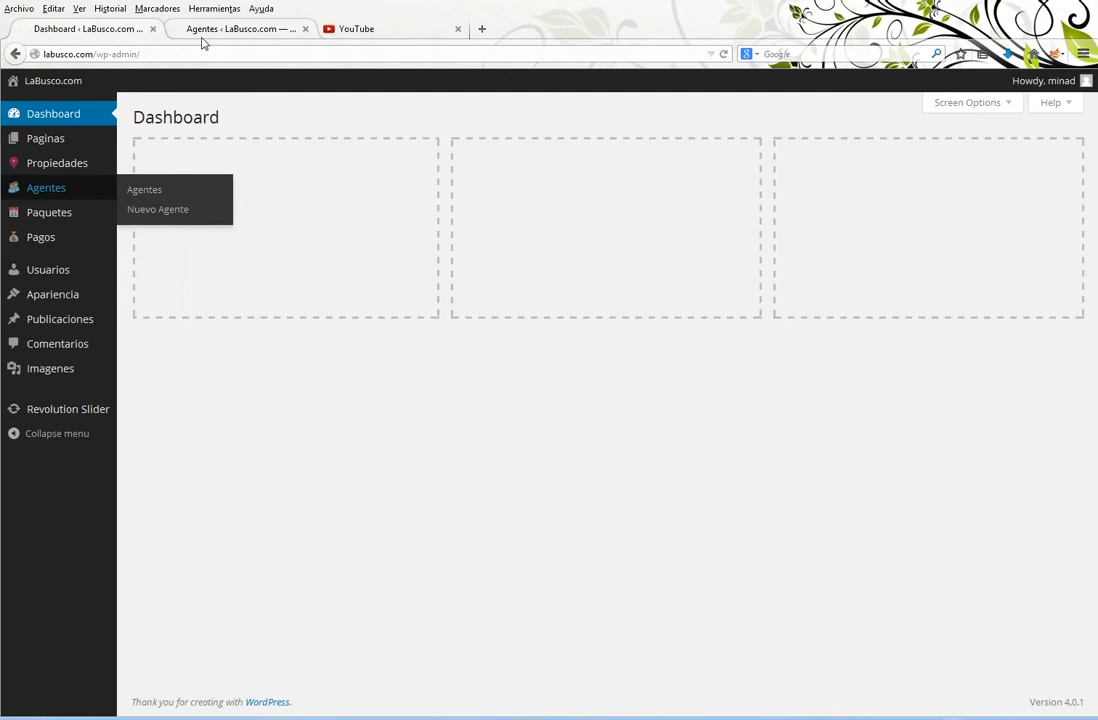 Archivo Editar Ver Historial Marcadores Herramientas Ayuda
Dashboard ‹ LaBusco.com ... Agentes ‹ LaBusco.com — ... YouTube
labusco.com/wp-admin/ Google
LaBusco.com Howdy, minad
Screen Options Help
Dashboard
Dashboard
Paginas
Propiedades
Agentes
Agentes
Nuevo Agente
Paquetes
Pagos
Usuarios
Apariencia
Publicaciones
Comentarios
Imagenes
Revolution Slider
Collapse menu
Thank you for creating with WordPress. Version 4.0.1